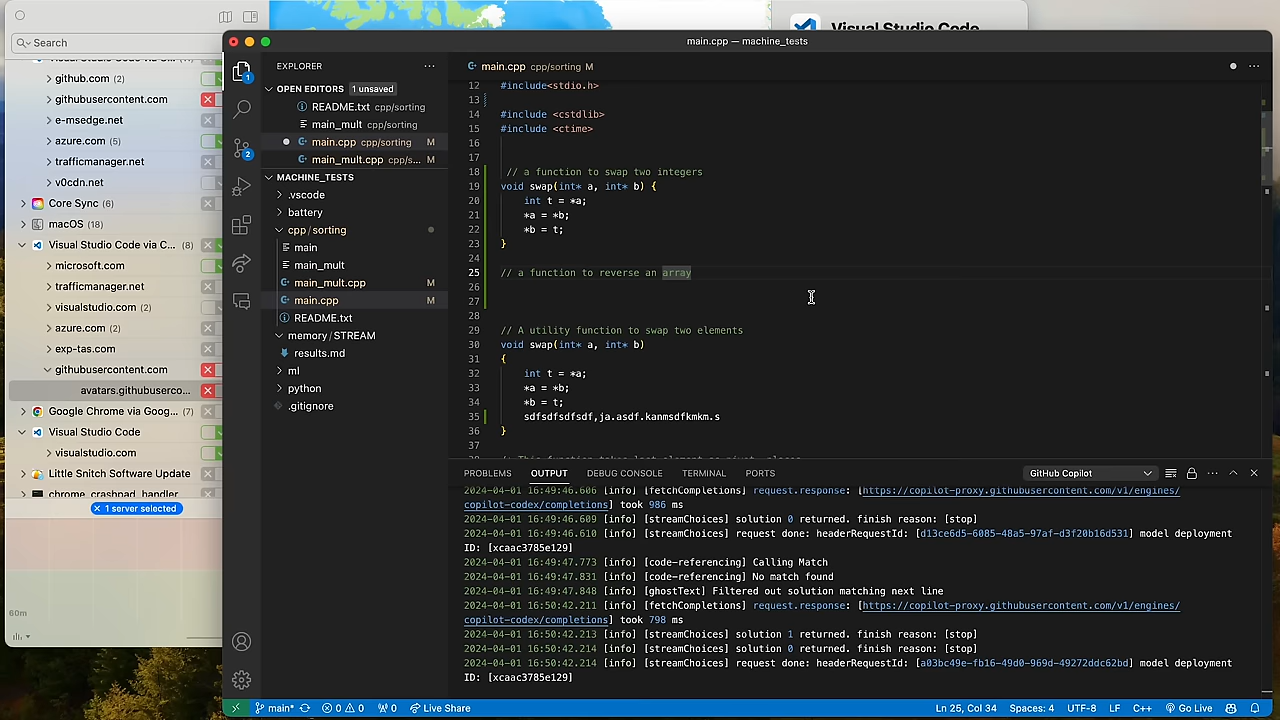 Search
github.com (2)
githubusercontent.com
e-msedge.net
azure.com (5)
trafficmanager.net
v0cdn.net
Core Sync (6)
macOS (18)
Visual Studio Code via C... (8)
microsoft.com
trafficmanager.net
visualstudio.com (2)
azure.com (2)
exp-tas.com
githubusercontent.com
avatars.githubuserco...
Google Chrome via Goog... (7)
Visual Studio Code
visualstudio.com
Little Snitch Software Update
chrome_crashpad_handler
1 server selected
60m
Visual Studio Code
main.cpp — machine_tests
EXPLORER
OPEN EDITORS 1 unsaved
README.txt cpp/sorting
main_mult cpp/sorting
main.cpp cpp/sorting M
main_mult.cpp cpp/s... M
MACHINE_TESTS
.vscode
battery
cpp/sorting
main
main_mult
main_mult.cpp M
main.cpp M
README.txt
memory/STREAM
results.md
ml
python
.gitignore
1
2
main.cpp cpp/sorting M
12 #include<stdio.h>
13
14 #include <cstdlib>
15 #include <ctime>
16
17
18 // a function to swap two integers
19 void swap(int* a, int* b) {
20 int t = *a;
21 *a = *b;
22 *b = t;
23 }
24
25 // a function to reverse an array
26
27
28
29 // A utility function to swap two elements
30 void swap(int* a, int* b)
31 {
32 int t = *a;
33 *a = *b;
34 *b = t;
35 sdfsdfsdfsdf,ja.asdf.kanmsdfkmkm.s
36 }
37
PROBLEMS OUTPUT DEBUG CONSOLE TERMINAL PORTS GitHub Copilot
2024-04-01 16:49:46.606 [info] [fetchCompletions] request.response: [https://copilot-proxy.githubusercontent.com/v1/engines/
copilot-codex/completions] took 986 ms
2024-04-01 16:49:46.609 [info] [streamChoices] solution 0 returned. finish reason: [stop]
2024-04-01 16:49:46.610 [info] [streamChoices] request done: headerRequestId: [d13ce6d5-6085-48a5-97af-d3f20b16d531] model deployment
ID: [xcaac3785e129]
2024-04-01 16:49:47.773 [info] [code-referencing] Calling Match
2024-04-01 16:49:47.831 [info] [code-referencing] No match found
2024-04-01 16:49:47.848 [info] [ghostText] Filtered out solution matching next line
2024-04-01 16:50:42.211 [info] [fetchCompletions] request.response: [https://copilot-proxy.githubusercontent.com/v1/engines/
copilot-codex/completions] took 798 ms
2024-04-01 16:50:42.213 [info] [streamChoices] solution 1 returned. finish reason: [stop]
2024-04-01 16:50:42.214 [info] [streamChoices] solution 0 returned. finish reason: [stop]
2024-04-01 16:50:42.214 [info] [streamChoices] request done: headerRequestId: [a03bc49e-fb16-49d0-969d-49272ddc62bd] model deployment
ID: [xcaac3785e129]
main* 0 0 0 Live Share Ln 25, Col 34 Spaces: 4 UTF-8 LF C++ Go Live